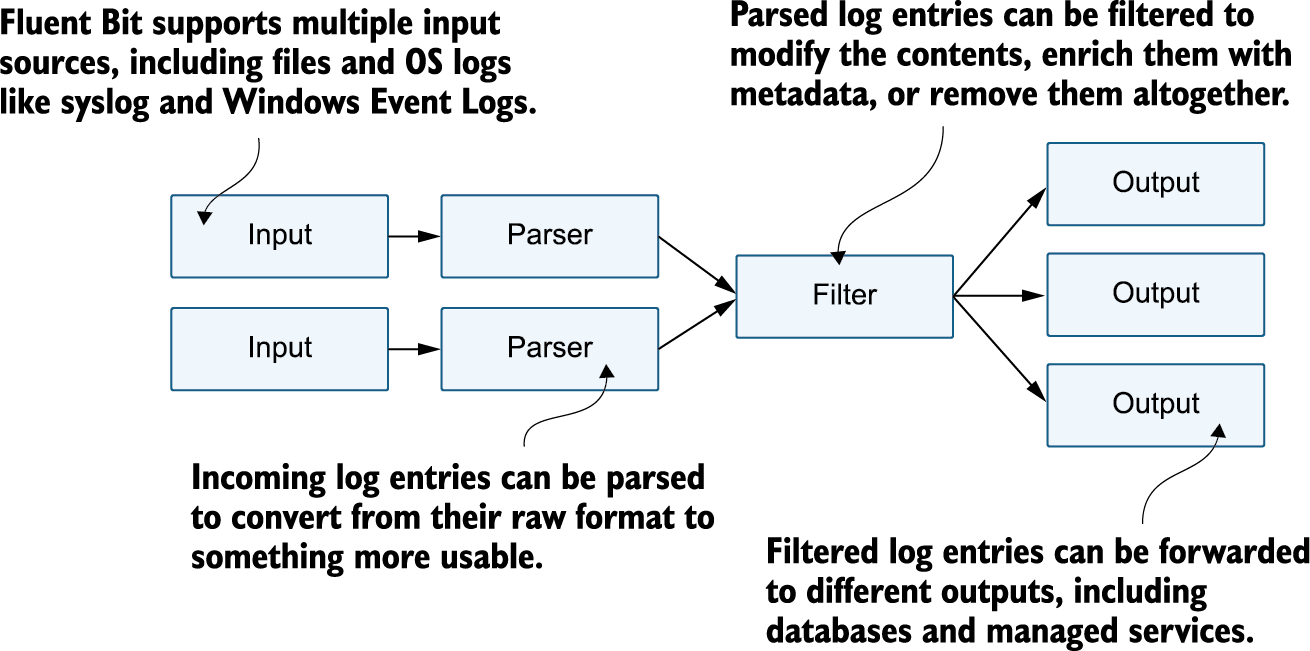 Fluent Bit supports multiple input
sources, including files and OS logs
like syslog and Windows Event Logs.
Parsed log entries can be filtered to
modify the contents, enrich them with
metadata, or remove them altogether.
Input
Parser
Input
Parser
Filter
Output
Output
Output
Incoming log entries can be parsed
to convert from their raw format to
something more usable.
Filtered log entries can be forwarded
to different outputs, including
databases and managed services.